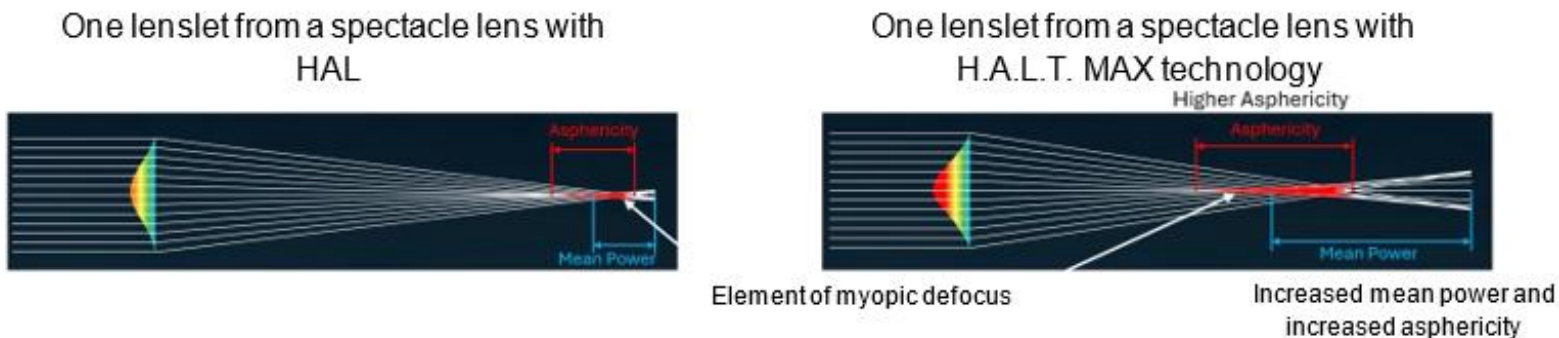 One lenslet from a spectacle lens with
HAL
Asphericity
Mean Power
One lenslet from a spectacle lens with
H.A.L.T. MAX technology
Higher Asphericity
Asphericity
Mean Power
Element of myopic defocus
Increased mean power and
increased asphericity